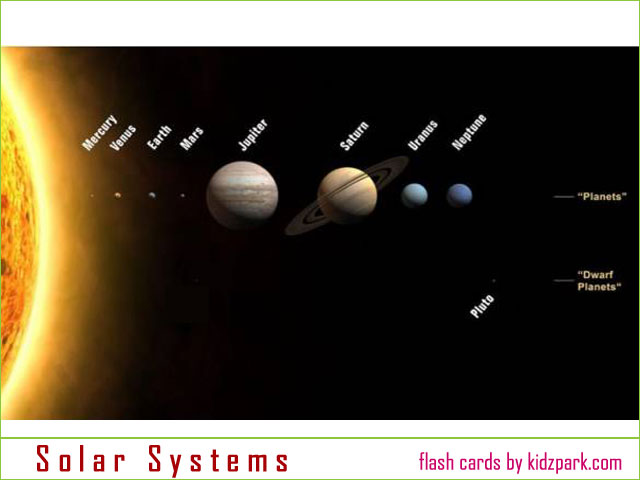 Mercury
Venus
Earth
Mars
Jupiter
Saturn
Uranus
Neptune
"Planets"
"Dwarf
Planets"
Pluto
Solar Systems
flash cards by kidzpark.com